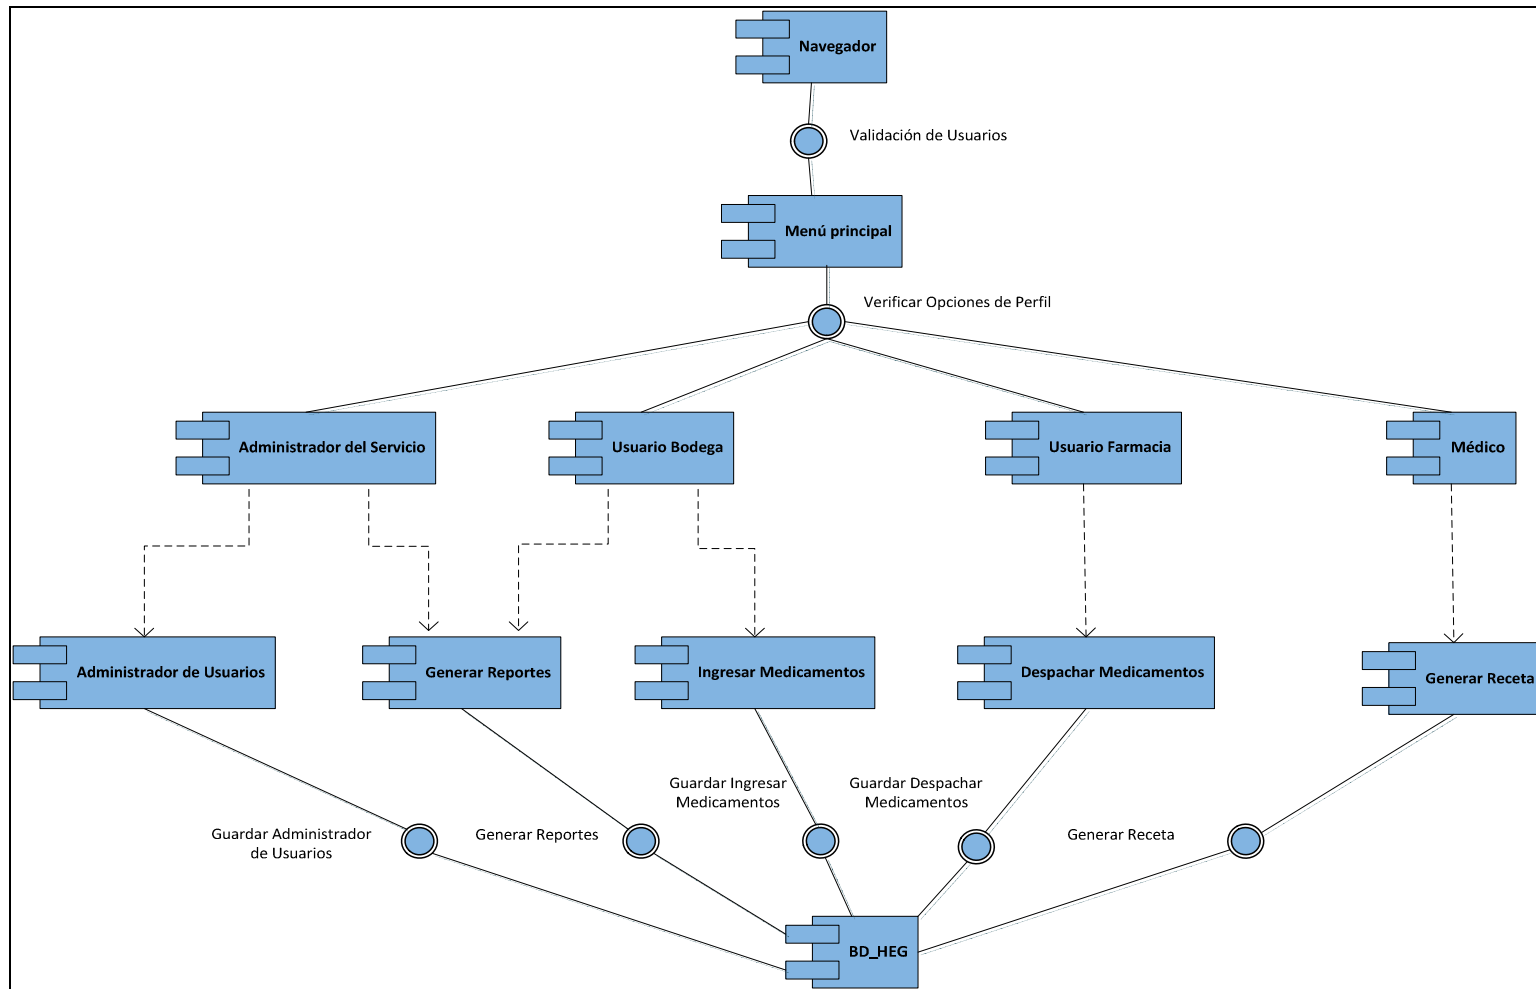 Navegador
Validación de Usuarios
Menú principal
Verificar Opciones de Perfil
Administrador del Servicio
Usuario Bodega
Usuario Farmacia
Médico
Administrador de Usuarios
Generar Reportes
Ingresar Medicamentos
Despachar Medicamentos
Generar Receta
Guardar Ingresar
Medicamentos
Guardar Despachar
Medicamentos
Guardar Administrador
de Usuarios
Generar Reportes
Generar Receta
BD_HEG